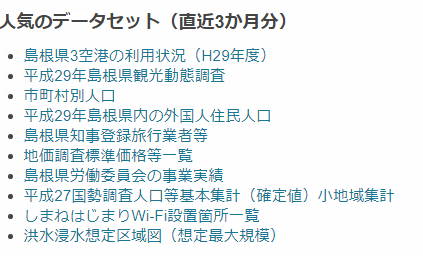 人気のデータセット（直近3か月分）
島根県3空港の利用状況（H29年度）
平成29年島根県観光動態調査
市町村別人口
平成29年島根県内の外国人住民人口
島根県知事登録旅行業者等
地価調査標準価格等一覧
島根県労働委員会の事業実績
平成27国勢調査人口等基本集計（確定値）小地域集計
しまねはじまりWi-Fi設置箇所一覧
洪水浸水想定区域図（想定最大規模）